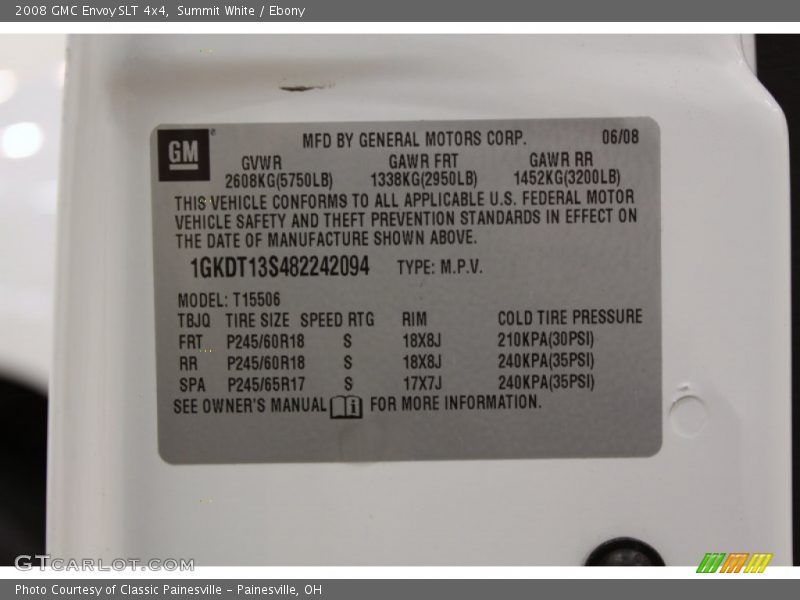 2008 GMC Envoy SLT 4x4, Summit White / Ebony
GM
MFD BY GENERAL MOTORS CORP. 06/08
GVWR GAWR FRT GAWR RR
2608KG(5750LB) 1338KG(2950LB) 1452KG(3200LB)
THIS VEHICLE CONFORMS TO ALL APPLICABLE U.S. FEDERAL MOTOR
VEHICLE SAFETY AND THEFT PREVENTION STANDARDS IN EFFECT ON
THE DATE OF MANUFACTURE SHOWN ABOVE.
1GKDT13S482242094 TYPE: M.P.V.
MODEL: T15506
TBJQ TIRE SIZE SPEED RTG RIM COLD TIRE PRESSURE
FRT P245/60R18 S 18X8J 210KPA(30PSI)
RR P245/60R18 S 18X8J 240KPA(35PSI)
SPA P245/65R17 S 17X7J 240KPA(35PSI)
SEE OWNER'S MANUAL i FOR MORE INFORMATION.
GTCARLOT.COM
Photo Courtesy of Classic Painesville - Painesville, OH